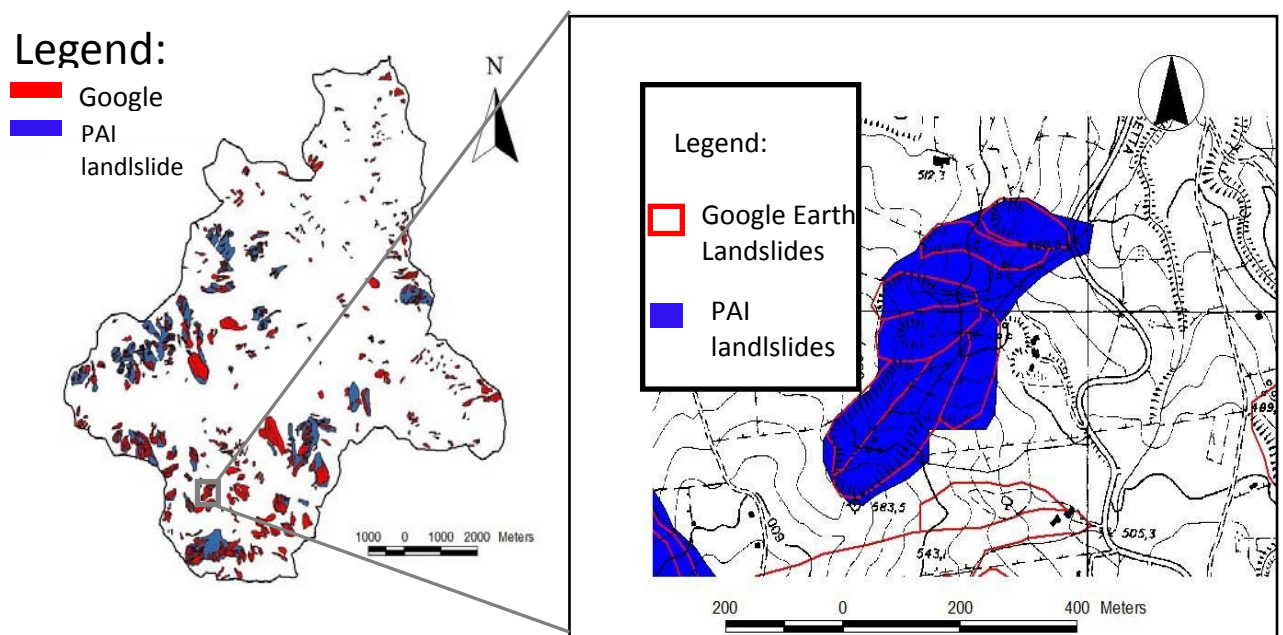 Legend:
Google
PAI
landlslide
N
1000 0 1000 2000 Meters
Legend:
Google Earth
Landslides
PAI
landlslides
512,3
583,5
600
543,1
505,3
489,
200 0 200 400 Meters